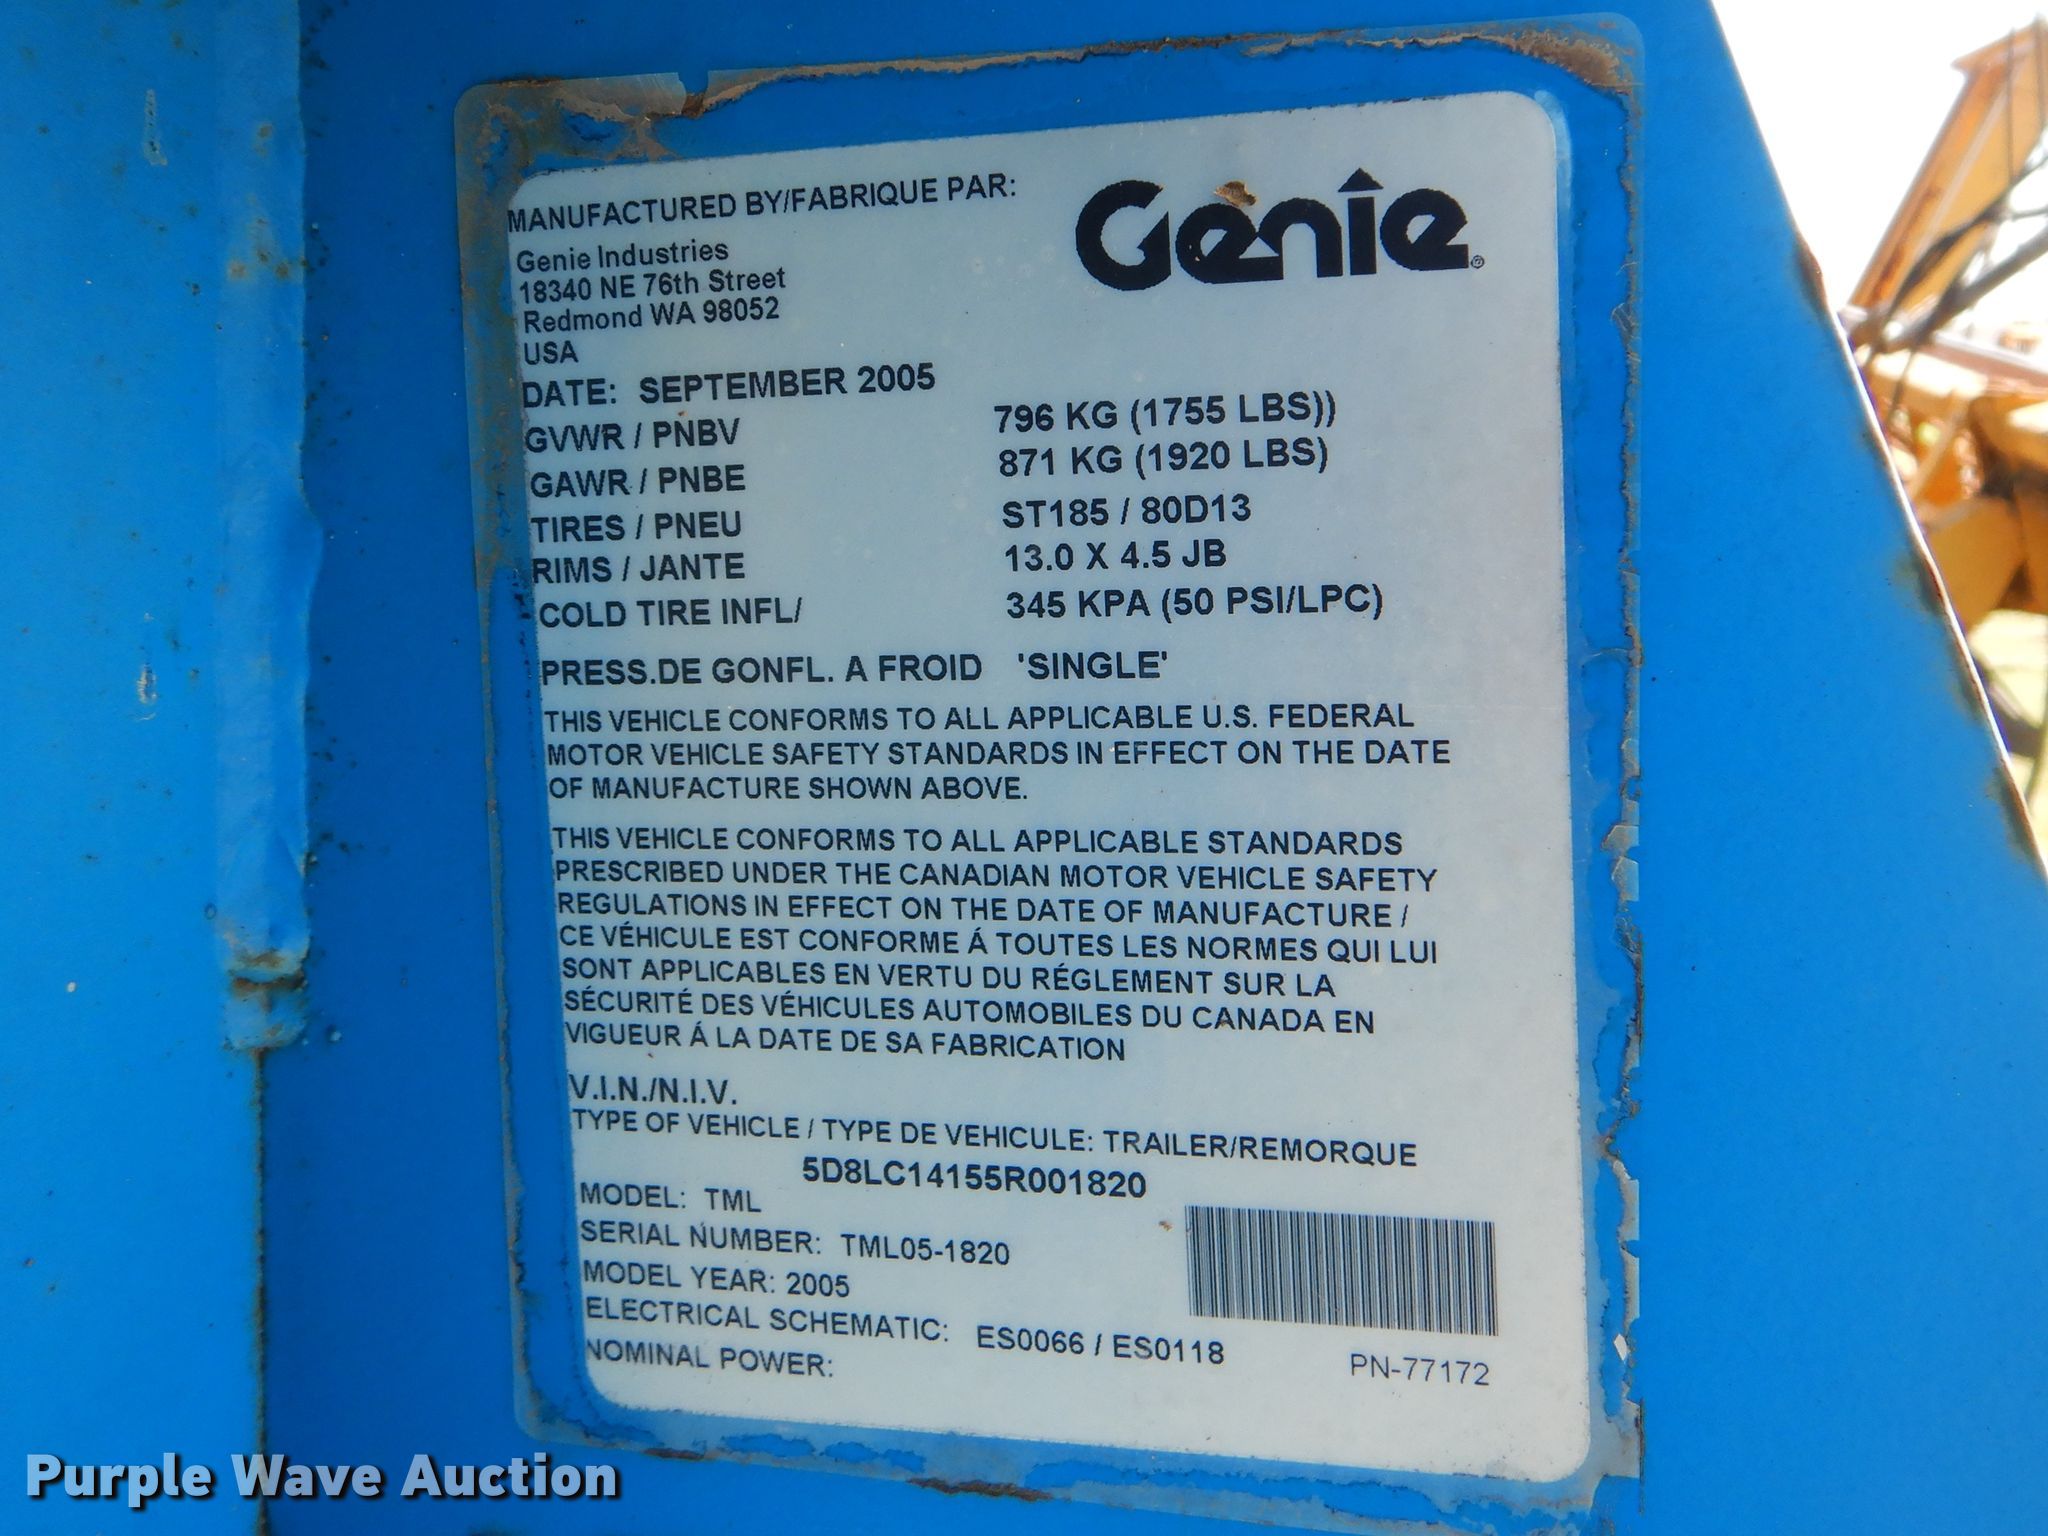 MANUFACTURED BY/FABRIQUE PAR:
Genie®
Genie Industries
18340 NE 76th Street
Redmond WA 98052
USA
DATE: SEPTEMBER 2005
GVWR / PNBV 796 KG (1755 LBS))
GAWR / PNBE 871 KG (1920 LBS)
TIRES / PNEU ST185 / 80D13
RIMS / JANTE 13.0 X 4.5 JB
COLD TIRE INFL/ 345 KPA (50 PSI/LPC)
PRESS.DE GONFL. A FROID 'SINGLE'
THIS VEHICLE CONFORMS TO ALL APPLICABLE U.S. FEDERAL
MOTOR VEHICLE SAFETY STANDARDS IN EFFECT ON THE DATE
OF MANUFACTURE SHOWN ABOVE.
THIS VEHICLE CONFORMS TO ALL APPLICABLE STANDARDS
PRESCRIBED UNDER THE CANADIAN MOTOR VEHICLE SAFETY
REGULATIONS IN EFFECT ON THE DATE OF MANUFACTURE /
CE VÉHICULE EST CONFORME Á TOUTES LES NORMES QUI LUI
SONT APPLICABLES EN VERTU DU RÉGLEMENT SUR LA
SÉCURITÉ DES VÉHICULES AUTOMOBILES DU CANADA EN
VIGUEUR Á LA DATE DE SA FABRICATION
V.I.N./N.I.V.
TYPE OF VEHICLE / TYPE DE VEHICULE: TRAILER/REMORQUE
5D8LC14155R001820
MODEL: TML
SERIAL NUMBER: TML05-1820
MODEL YEAR: 2005
ELECTRICAL SCHEMATIC: ES0066 / ES0118
NOMINAL POWER:
PN-77172
Purple Wave Auction